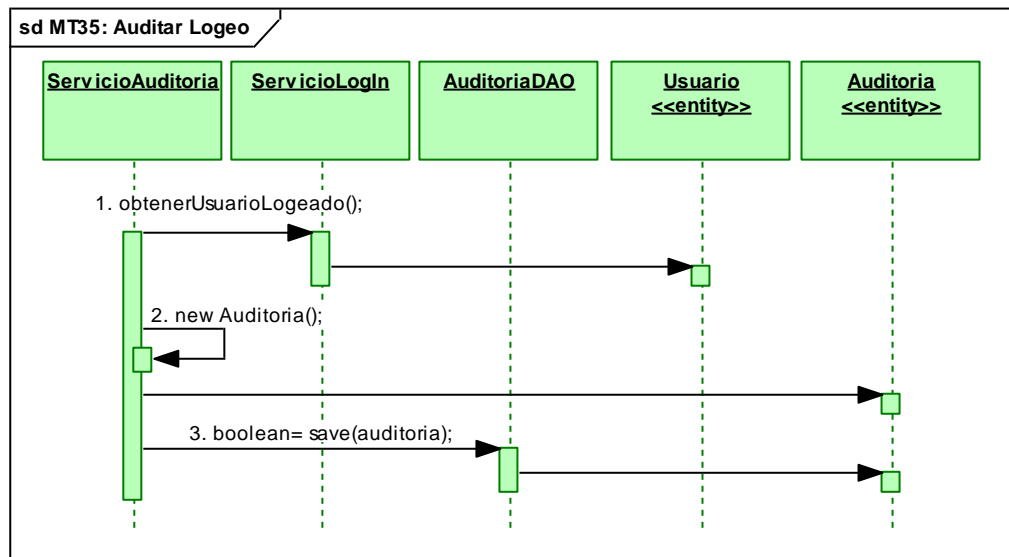 sd MT35: Auditar Logeo
ServicioAuditoria
ServicioLogIn
AuditoriaDAO
Usuario
<<entity>>
Auditoria
<<entity>>
1. obtenerUsuarioLogeado();
2. new Auditoria();
3. boolean= save(auditoria);